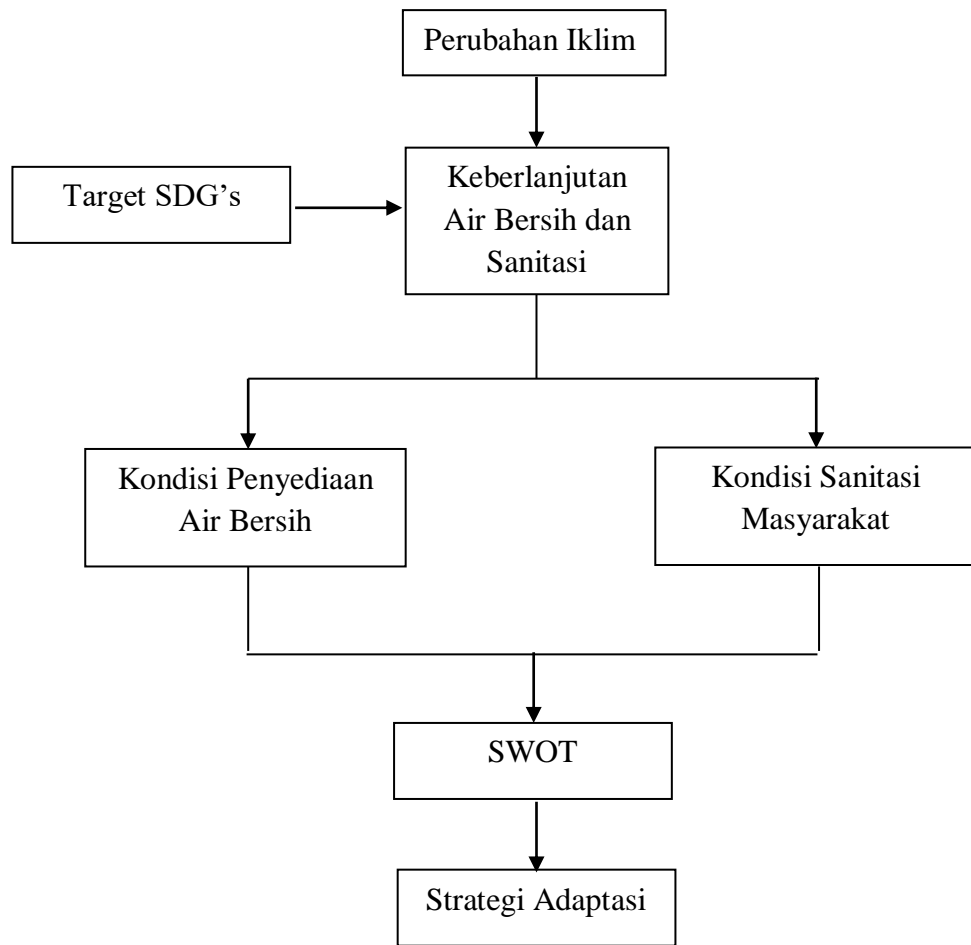 Perubahan Iklim
Target SDG’s
Keberlanjutan
Air Bersih dan
Sanitasi
Kondisi Penyediaan
Air Bersih
Kondisi Sanitasi
Masyarakat
SWOT
Strategi Adaptasi